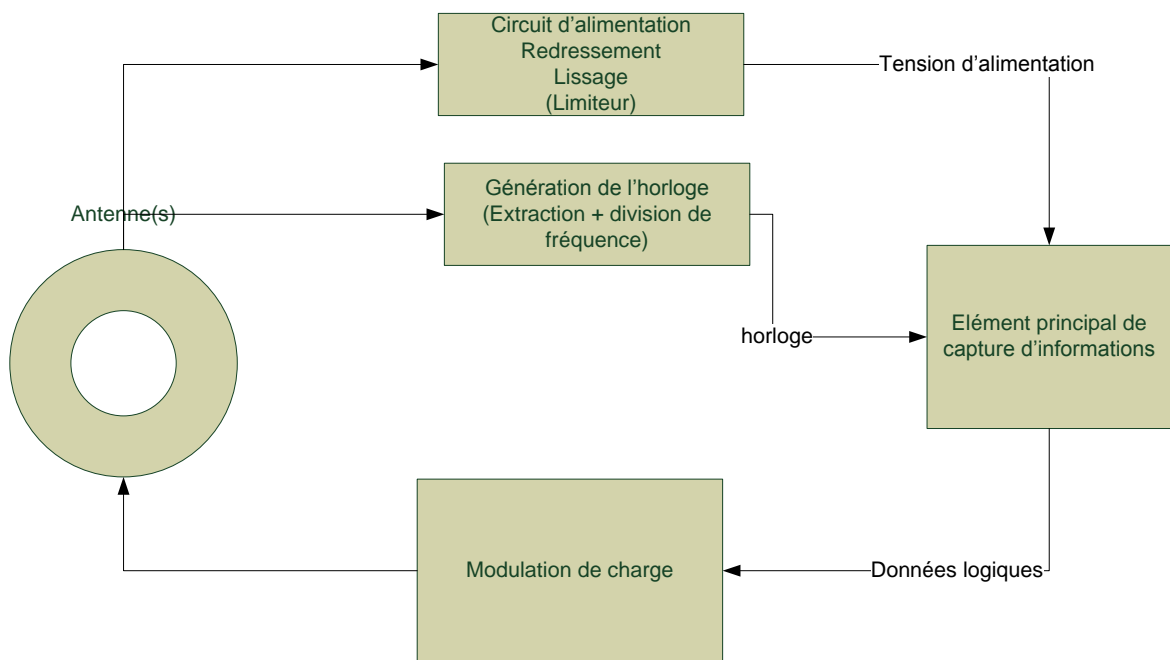 Circuit d’alimentation
Redressement
Lissage
(Limiteur)
Tension d’alimentation
Génération de l’horloge
(Extraction + division de
fréquence)
Antenne(s)
horloge
Elément principal de
capture d’informations
Modulation de charge
Données logiques